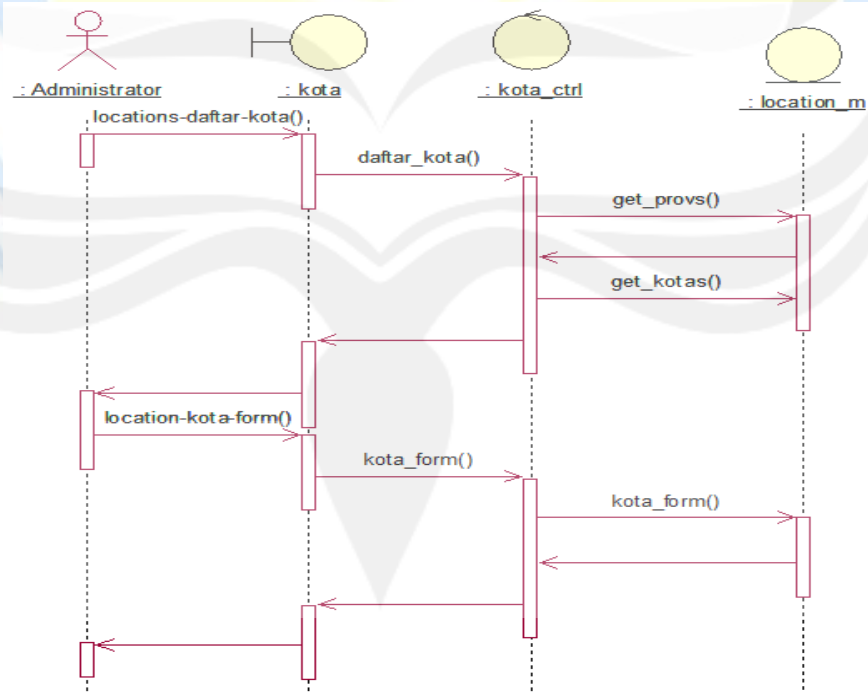 : Administrator
: kota
: kota_ctrl
: location_m
locations-daftar-kota()
daftar_kota()
get_provs()
get_kotas()
location-kota-form()
kota_form()
kota_form()